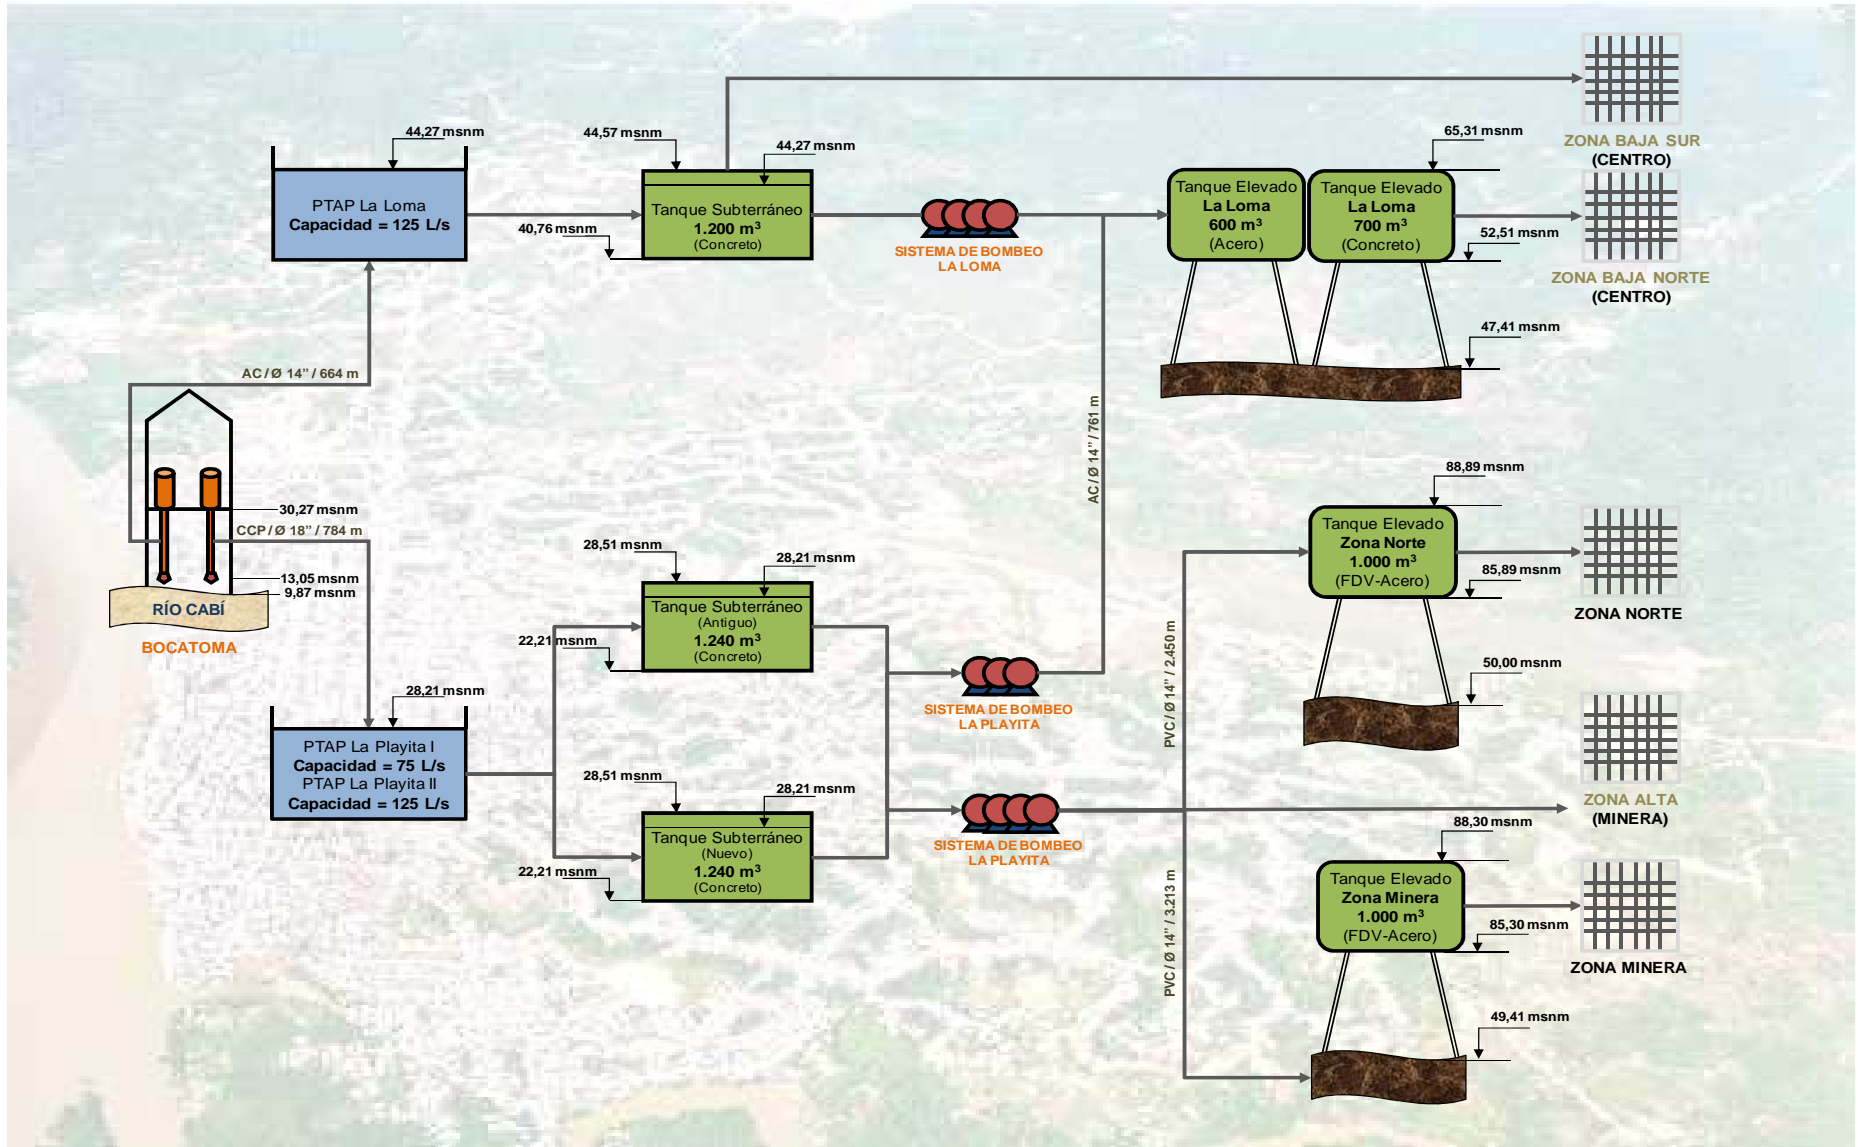 44,27 msnm
PTAP La Loma
Capacidad = 125 L/s
44,57 msnm
44,27 msnm
Tanque Subterráneo
1.200 m³
(Concreto)
40,76 msnm
SISTEMA DE BOMBEO
LA LOMA
Tanque Elevado
La Loma
600 m³
(Acero)
65,31 msnm
Tanque Elevado
La Loma
700 m³
(Concreto)
52,51 msnm
47,41 msnm
ZONA BAJA SUR
(CENTRO)
ZONA BAJA NORTE
(CENTRO)
AC / Ø 14” / 664 m
30,27 msnm
CCP / Ø 18” / 784 m
13,05 msnm
9,87 msnm
RÍO CABÍ
BOCATOMA
28,21 msnm
PTAP La Playita I
Capacidad = 75 L/s
PTAP La Playita II
Capacidad = 125 L/s
28,51 msnm
28,21 msnm
Tanque Subterráneo
(Antiguo)
1.240 m³
(Concreto)
22,21 msnm
28,51 msnm
28,21 msnm
Tanque Subterráneo
(Nuevo)
1.240 m³
(Concreto)
22,21 msnm
AC / Ø 14” / 761 m
SISTEMA DE BOMBEO
LA PLAYITA
SISTEMA DE BOMBEO
LA PLAYITA
PVC / Ø 14” / 2.450 m
PVC / Ø 14” / 3.213 m
88,89 msnm
Tanque Elevado
Zona Norte
1.000 m³
(FDV-Acero)
85,89 msnm
50,00 msnm
ZONA NORTE
ZONA ALTA
(MINERA)
88,30 msnm
Tanque Elevado
Zona Minera
1.000 m³
(FDV-Acero)
85,30 msnm
49,41 msnm
ZONA MINERA